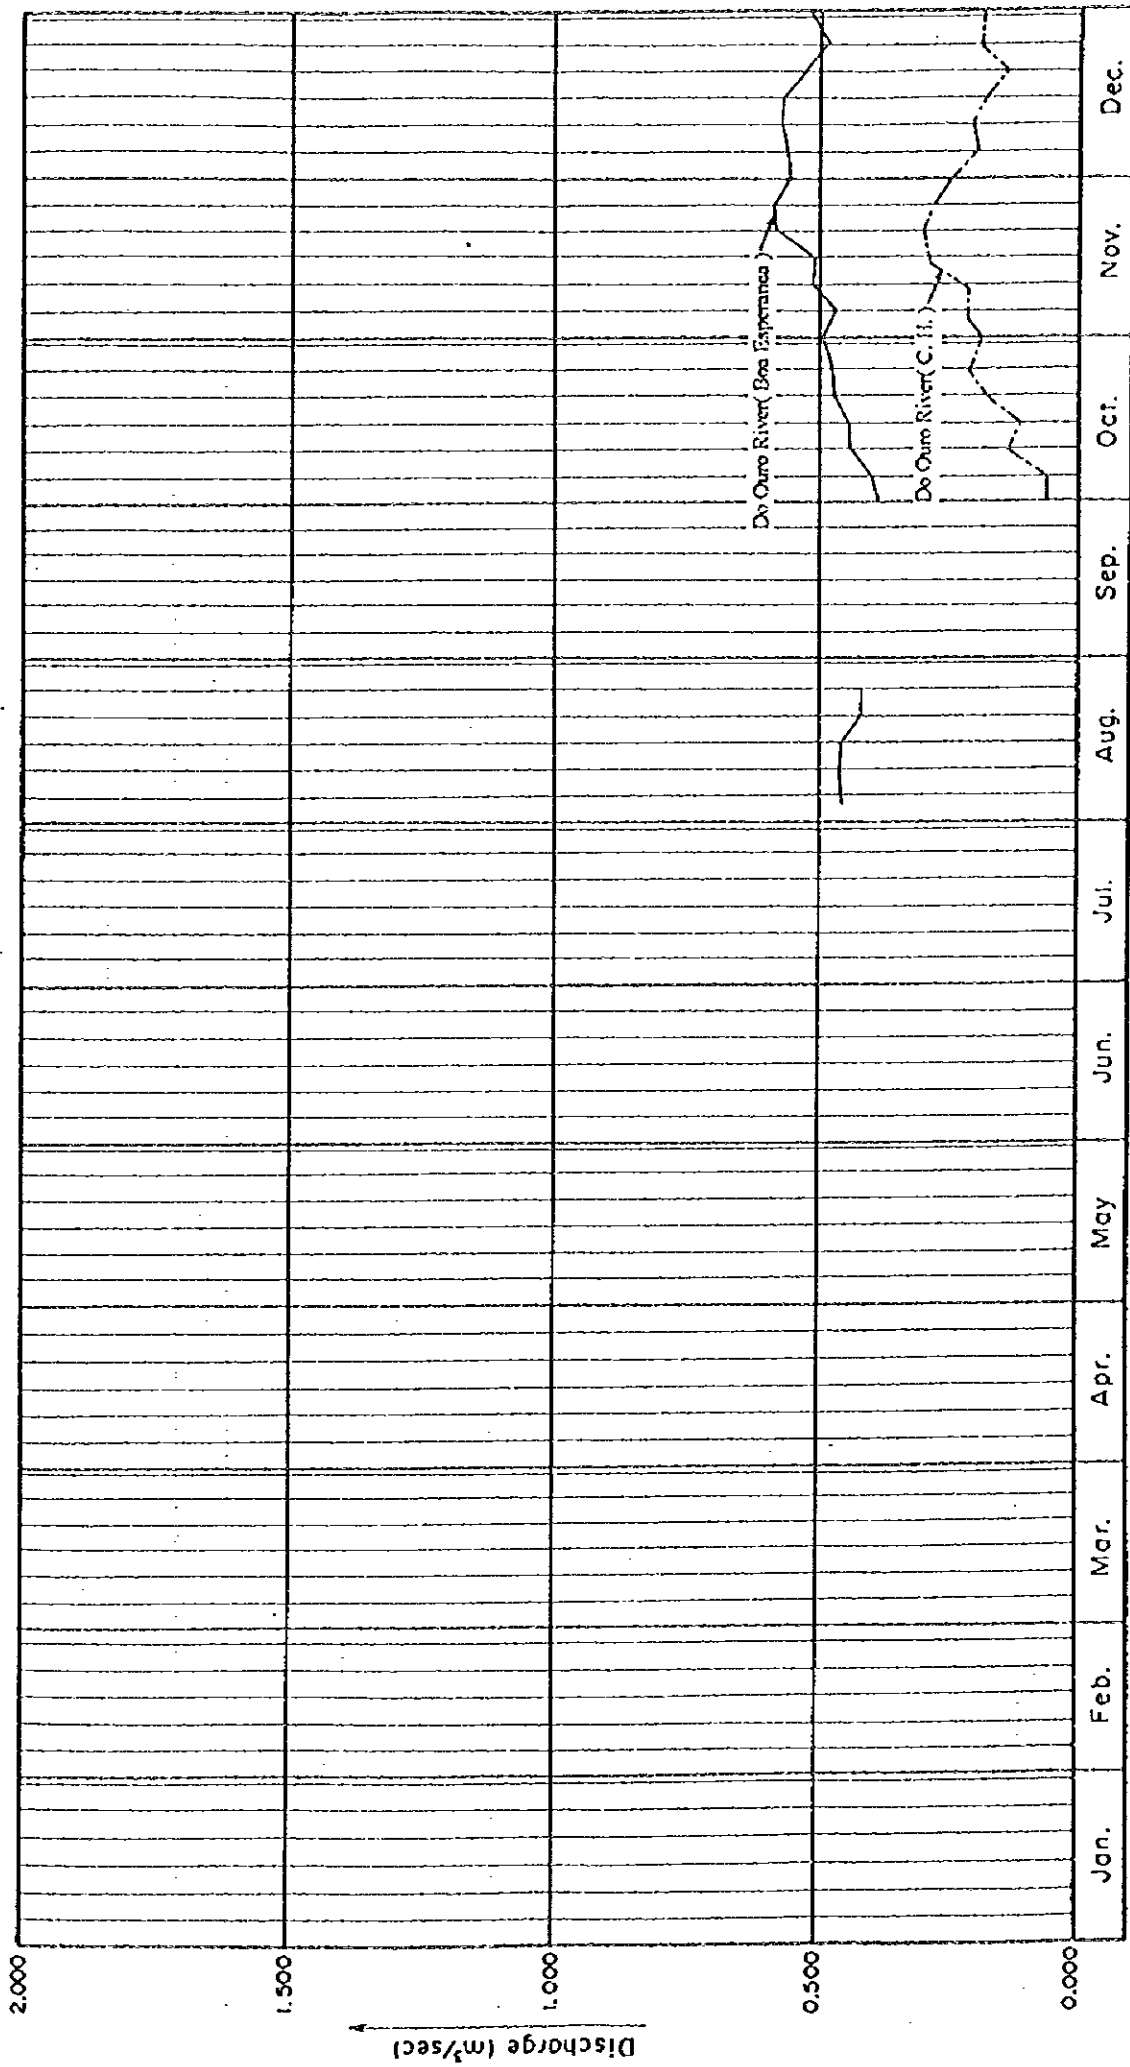 Discharge (m³/sec)
2.000
1.500
1.000
0.500
0.000
Do Ouro River( Boa Esperanca )
Do Ouro River( C. H. )
Jan. Feb. Mar. Apr. May Jun. Jul. Aug. Sep. Oct. Nov. Dec.